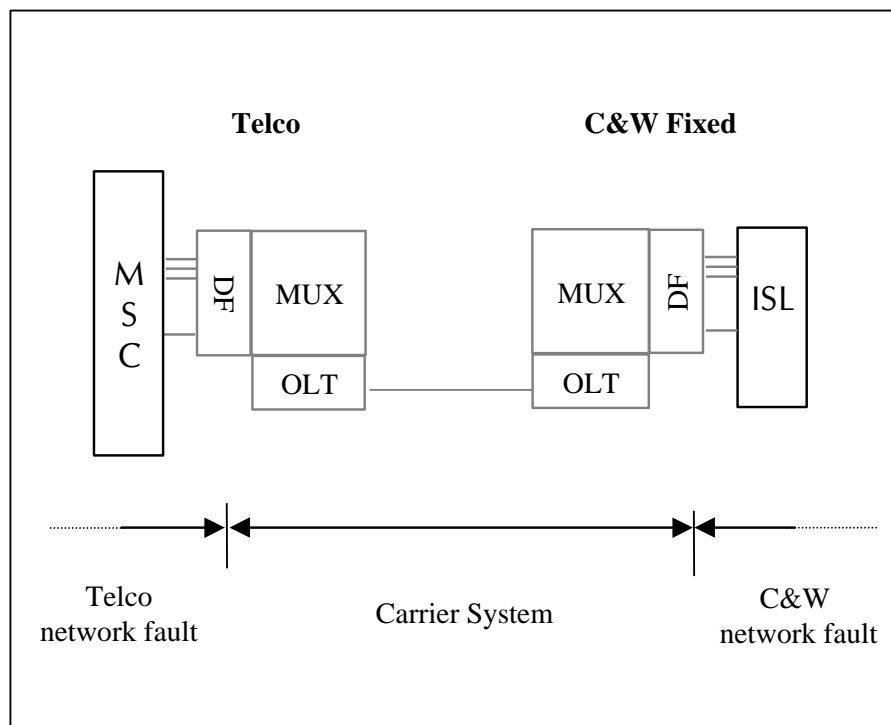 Telco
C&W Fixed
M
S
C
DF
MUX
OLT
MUX
DF
ISL
OLT
Telco
network fault
Carrier System
C&W
network fault